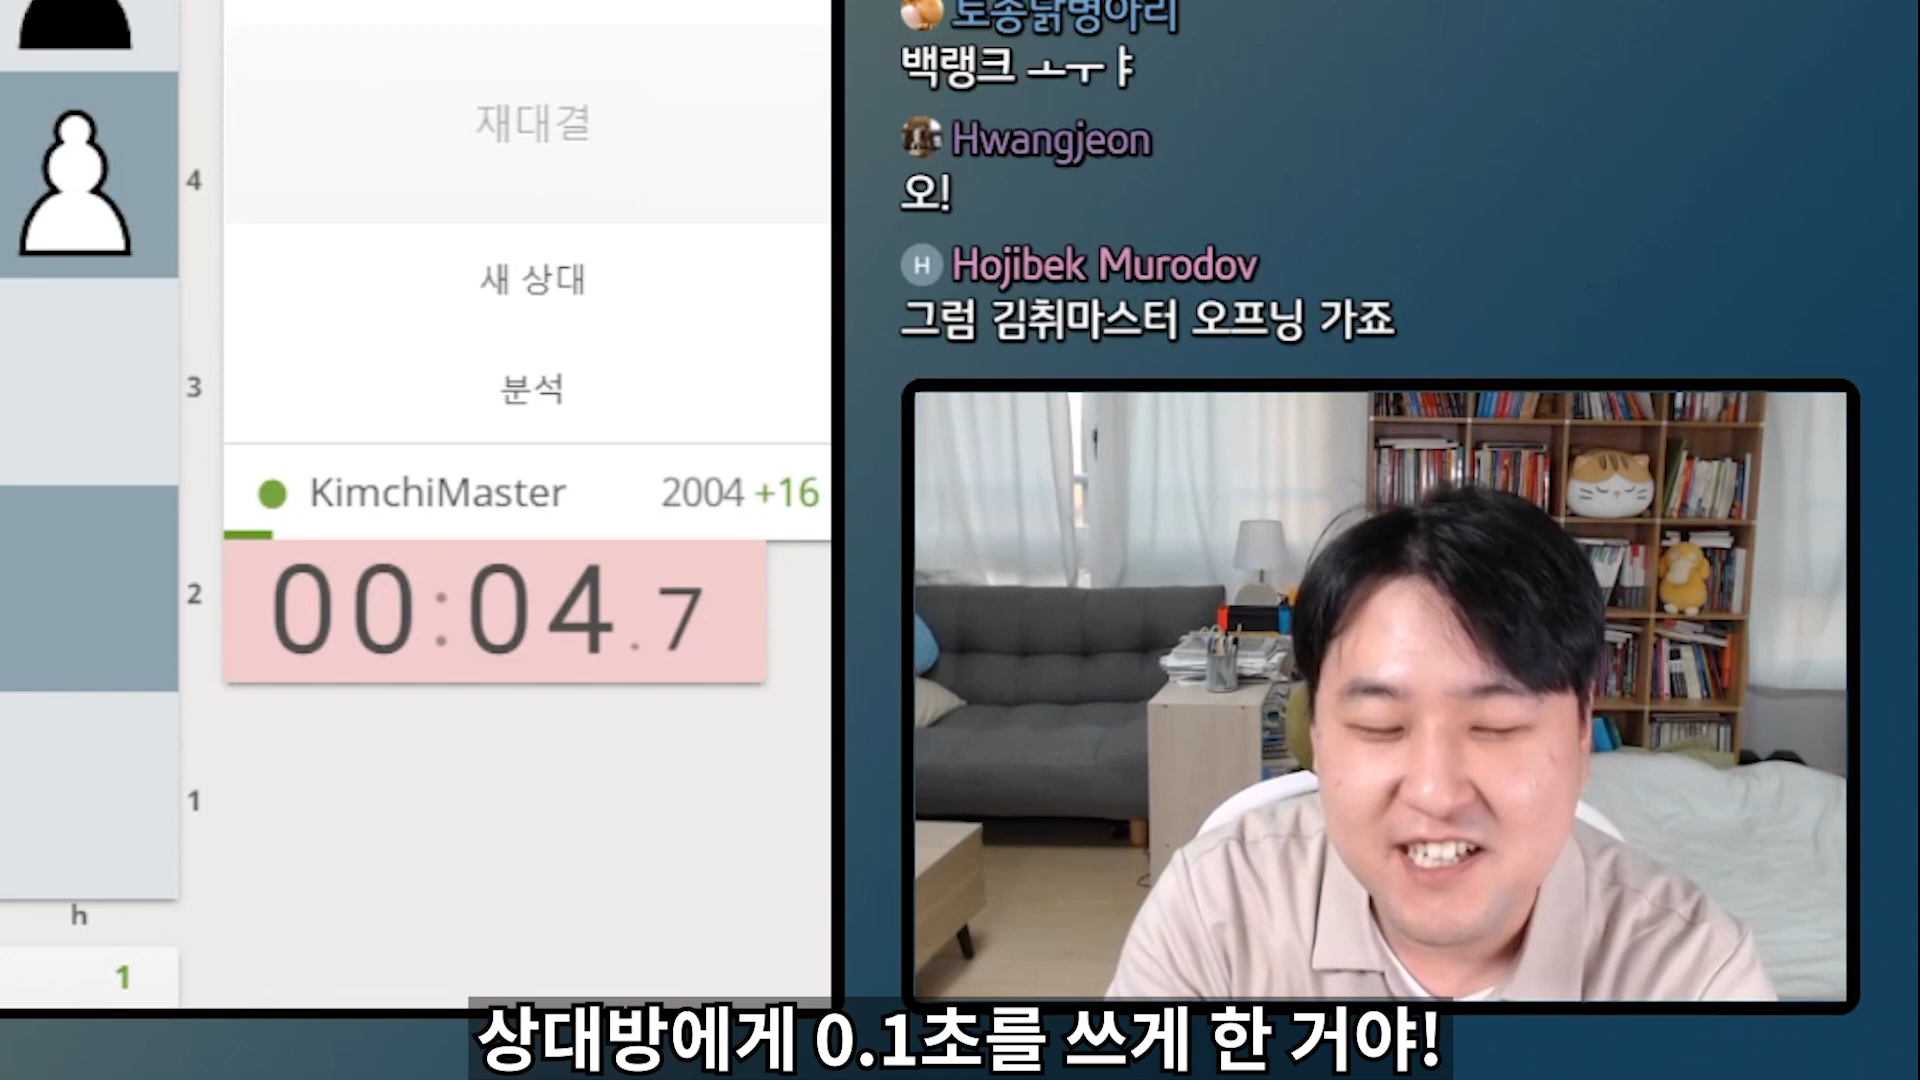 토종닭병아리
백랭크 ㅗㅜㅑ
Hwangjeon
오!
H Hojibek Murodov
그럼 김취마스터 오프닝 가죠
재대결
새 상대
분석
KimchiMaster 2004 +16
00:04.7
4
3
2
1
h
1
상대방에게 0.1초를 쓰게 한 거야!